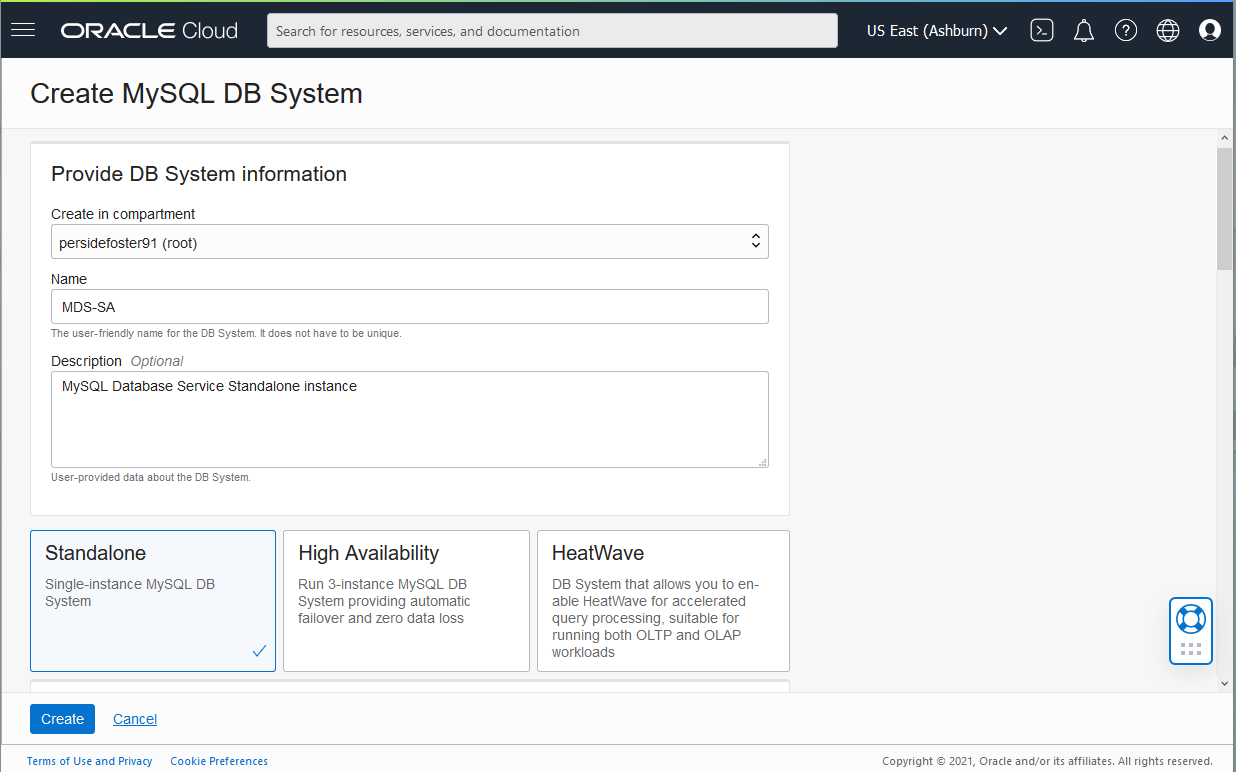 ORACLE Cloud
Search for resources, services, and documentation
US East (Ashburn)
Create MySQL DB System
Provide DB System information
Create in compartment
persidefoster91 (root)
Name
MDS-SA
The user-friendly name for the DB System. It does not have to be unique.
Description Optional
MySQL Database Service Standalone instance
User-provided data about the DB System.
Standalone
Single-instance MySQL DB
System
High Availability
Run 3-instance MySQL DB
System providing automatic
failover and zero data loss
HeatWave
DB System that allows you to en-
able HeatWave for accelerated
query processing, suitable for
running both OLTP and OLAP
workloads
Create
Cancel
Terms of Use and Privacy
Cookie Preferences
Copyright © 2021, Oracle and/or its affiliates. All rights reserved.